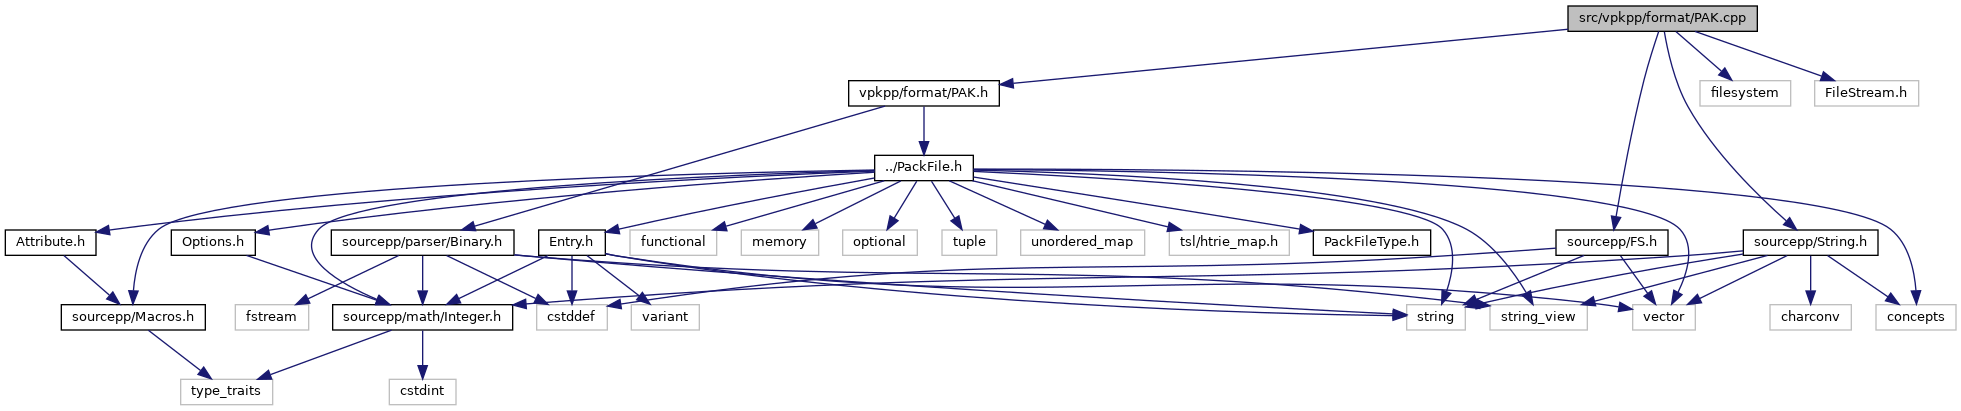 src/vpkpp/format/PAK.cpp
vpkpp/format/PAK.h
filesystem
FileStream.h
../PackFile.h
Attribute.h
Options.h
sourcepp/parser/Binary.h
Entry.h
functional
memory
optional
tuple
unordered_map
tsl/htrie_map.h
PackFileType.h
sourcepp/FS.h
sourcepp/String.h
sourcepp/Macros.h
fstream
sourcepp/math/Integer.h
cstddef
variant
string
string_view
vector
charconv
concepts
type_traits
cstdint